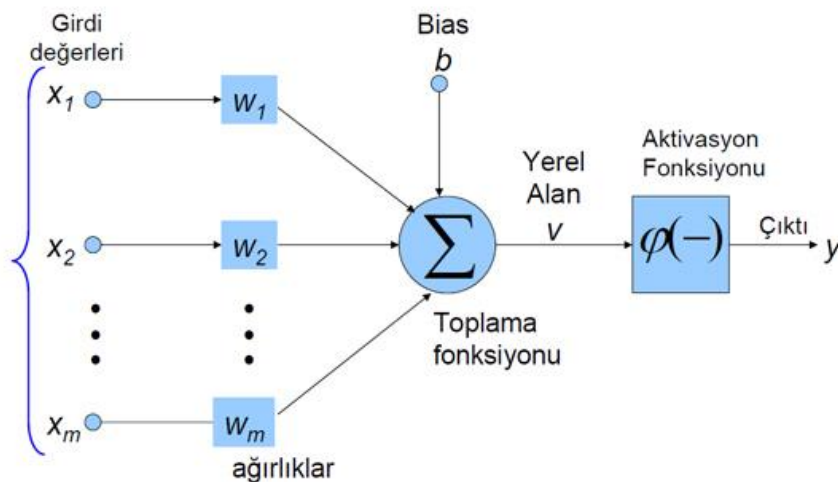 Girdi
değerleri
x1
w1
Bias
b
x2
w2
∑
Toplama
fonksiyonu
Yerel
Alan
v
Aktivasyon
Fonksiyonu
φ(−)
Çıktı
y
xm
wm
ağırlıklar